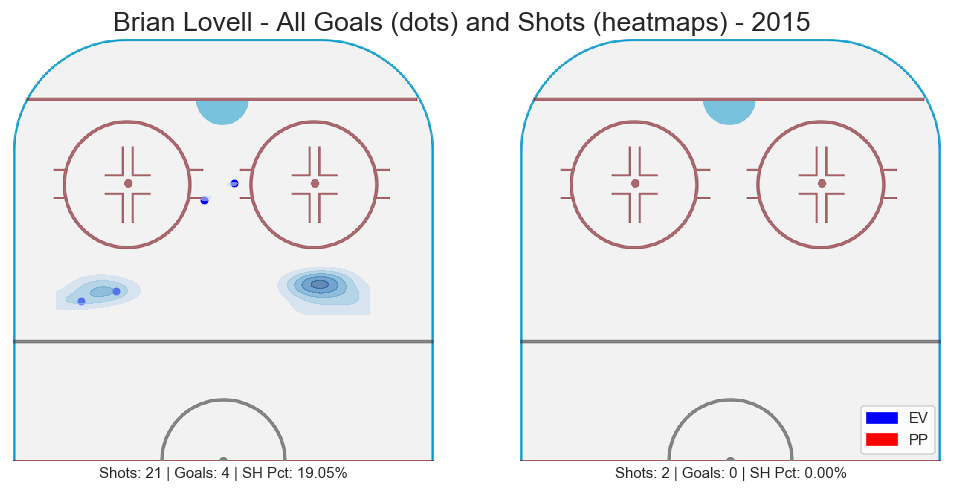 Brian Lovell - All Goals (dots) and Shots (heatmaps) - 2015
EV
PP
Shots: 21 | Goals: 4 | SH Pct: 19.05%
Shots: 2 | Goals: 0 | SH Pct: 0.00%